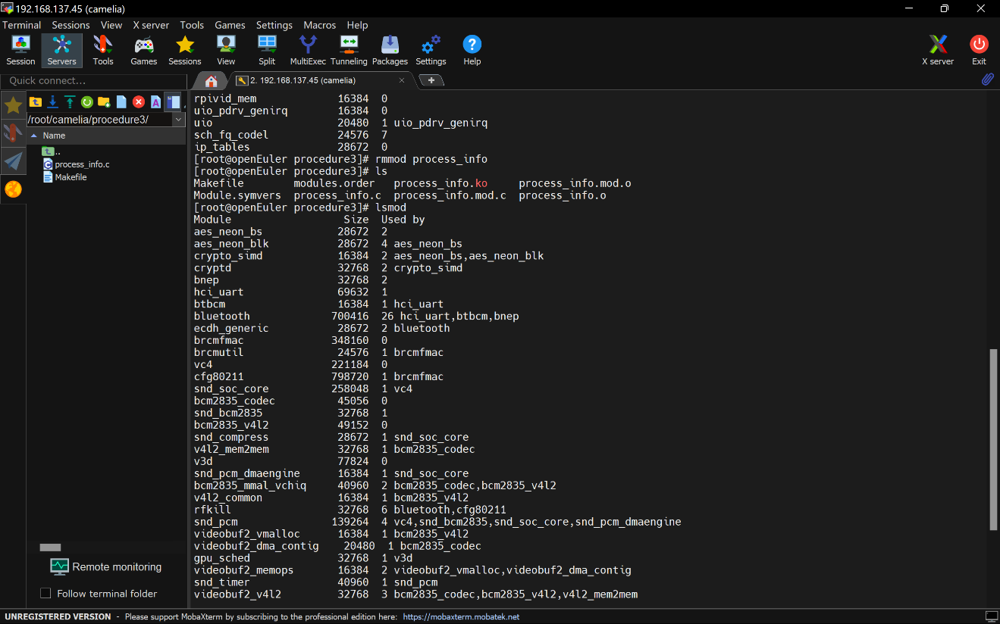 192.168.137.45 (camelia)
Terminal Sessions View X server Tools Games Settings Macros Help
Session Servers Tools Games Sessions View Split MultiExec Tunneling Packages Settings Help X server Exit
Quick connect...
2. 192.168.137.45 (camelia)
/root/camelia/procedure3/
Name
..
process_info.c
Makefile
Remote monitoring
Follow terminal folder
rpivid_mem 16384 0
uio_pdrv_genirq 16384 0
uio 20480 1 uio_pdrv_genirq
sch_fq_codel 24576 7
ip_tables 28672 0
[root@openEuler procedure3]# rmmod process_info
[root@openEuler procedure3]# ls
Makefile modules.order process_info.ko process_info.mod.o
Module.symvers process_info.c process_info.mod.c process_info.o
[root@openEuler procedure3]# lsmod
Module Size Used by
aes_neon_bs 28672 2
aes_neon_blk 28672 4 aes_neon_bs
crypto_simd 16384 2 aes_neon_bs,aes_neon_blk
cryptd 32768 2 crypto_simd
bnep 32768 2
hci_uart 69632 1
btbcm 16384 1 hci_uart
bluetooth 700416 26 hci_uart,btbcm,bnep
ecdh_generic 28672 2 bluetooth
brcmfmac 348160 0
brcmutil 24576 1 brcmfmac
vc4 221184 0
cfg80211 798720 1 brcmfmac
snd_soc_core 258048 1 vc4
bcm2835_codec 45056 0
snd_bcm2835 32768 1
bcm2835_v4l2 49152 0
snd_compress 28672 1 snd_soc_core
v4l2_mem2mem 32768 1 bcm2835_codec
v3d 77824 0
snd_pcm_dmaengine 16384 1 snd_soc_core
bcm2835_mmal_vchiq 40960 2 bcm2835_codec,bcm2835_v4l2
v4l2_common 16384 1 bcm2835_v4l2
rfkill 32768 6 bluetooth,cfg80211
snd_pcm 139264 4 vc4,snd_bcm2835,snd_soc_core,snd_pcm_dmaengine
videobuf2_vmalloc 16384 1 bcm2835_v4l2
videobuf2_dma_contig 20480 1 bcm2835_codec
gpu_sched 32768 1 v3d
videobuf2_memops 16384 2 videobuf2_vmalloc,videobuf2_dma_contig
snd_timer 40960 1 snd_pcm
videobuf2_v4l2 32768 3 bcm2835_codec,bcm2835_v4l2,v4l2_mem2mem
UNREGISTERED VERSION - Please support MobaXterm by subscribing to the professional edition here: https://mobaxterm.mobatek.net